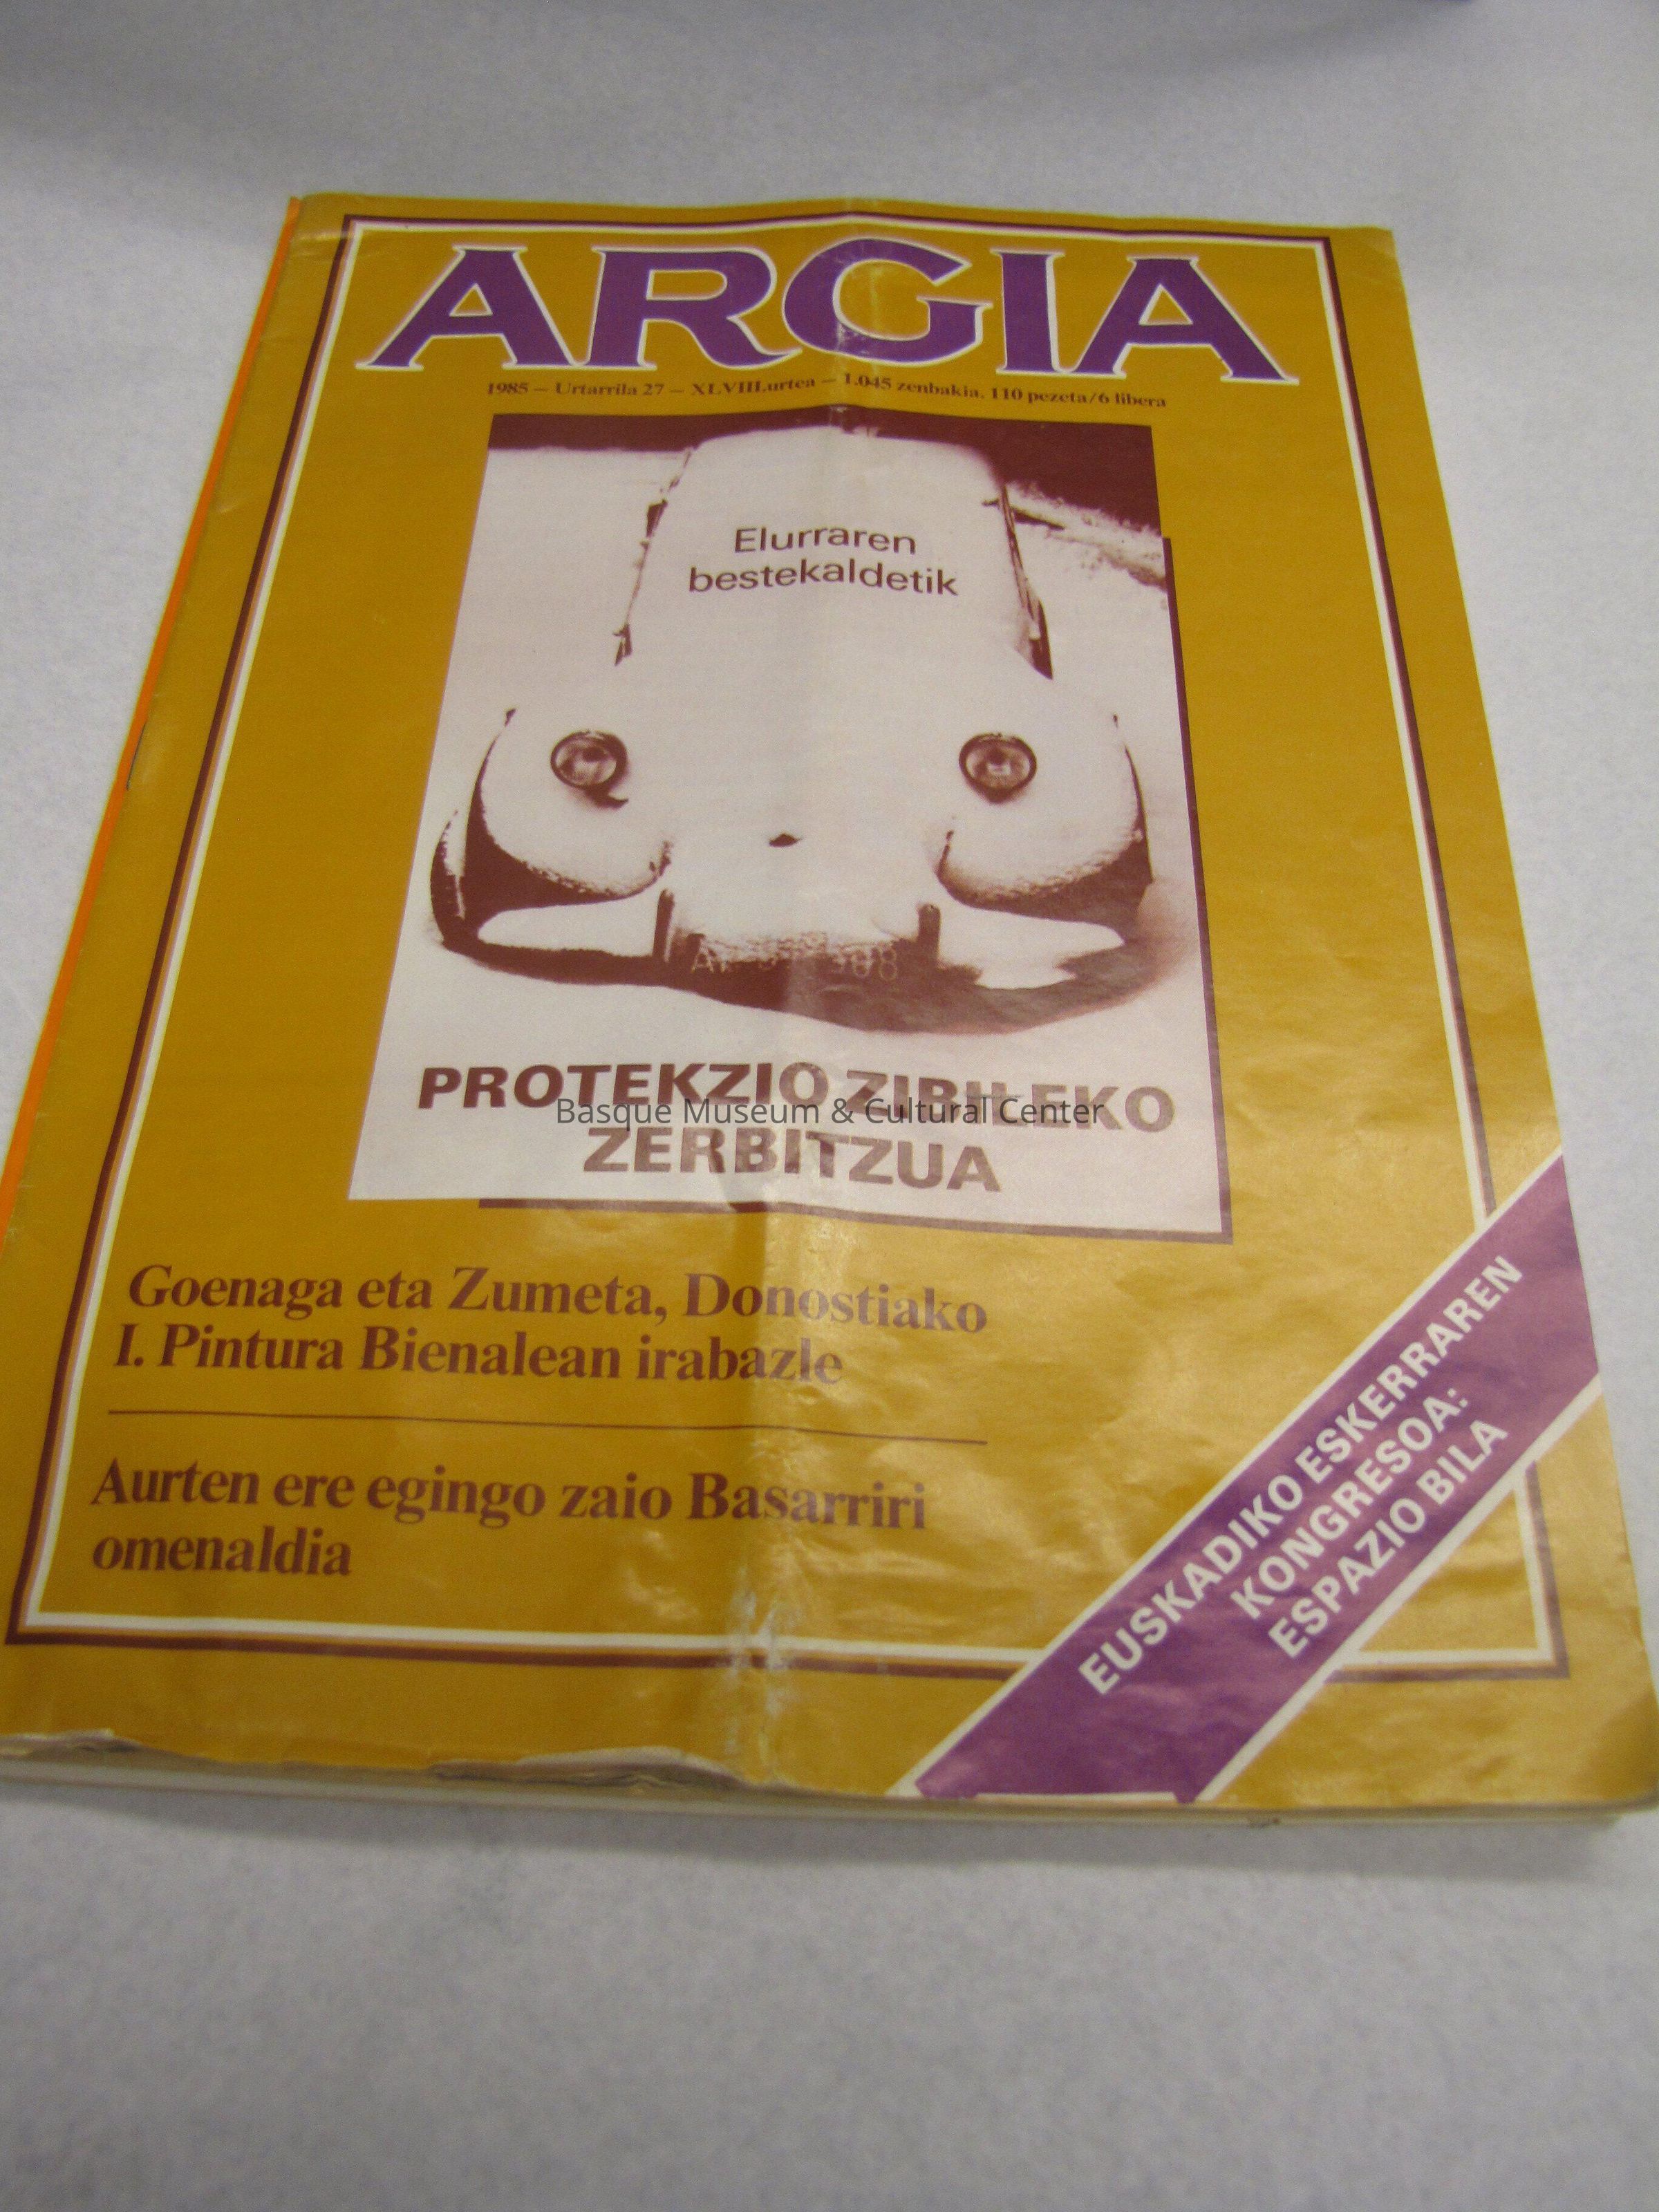 ARGIA
1985 – Urtarrila 27 – XLVIII.urtea – 1.045 zenbakia. 110 pezeta/6 libera
Elurraren
bestekaldetik
PROTEKZIO ZIBILEKO
ZERBITZUA
Basque Museum & Cultural Center
Goenaga eta Zumeta, Donostiako
I. Pintura Bienalean irabazle
Aurten ere egingo zaio Basarriri
omenaldia
EUSKADIKO ESKERRAREN
KONGRESOA:
ESPAZIO BILA